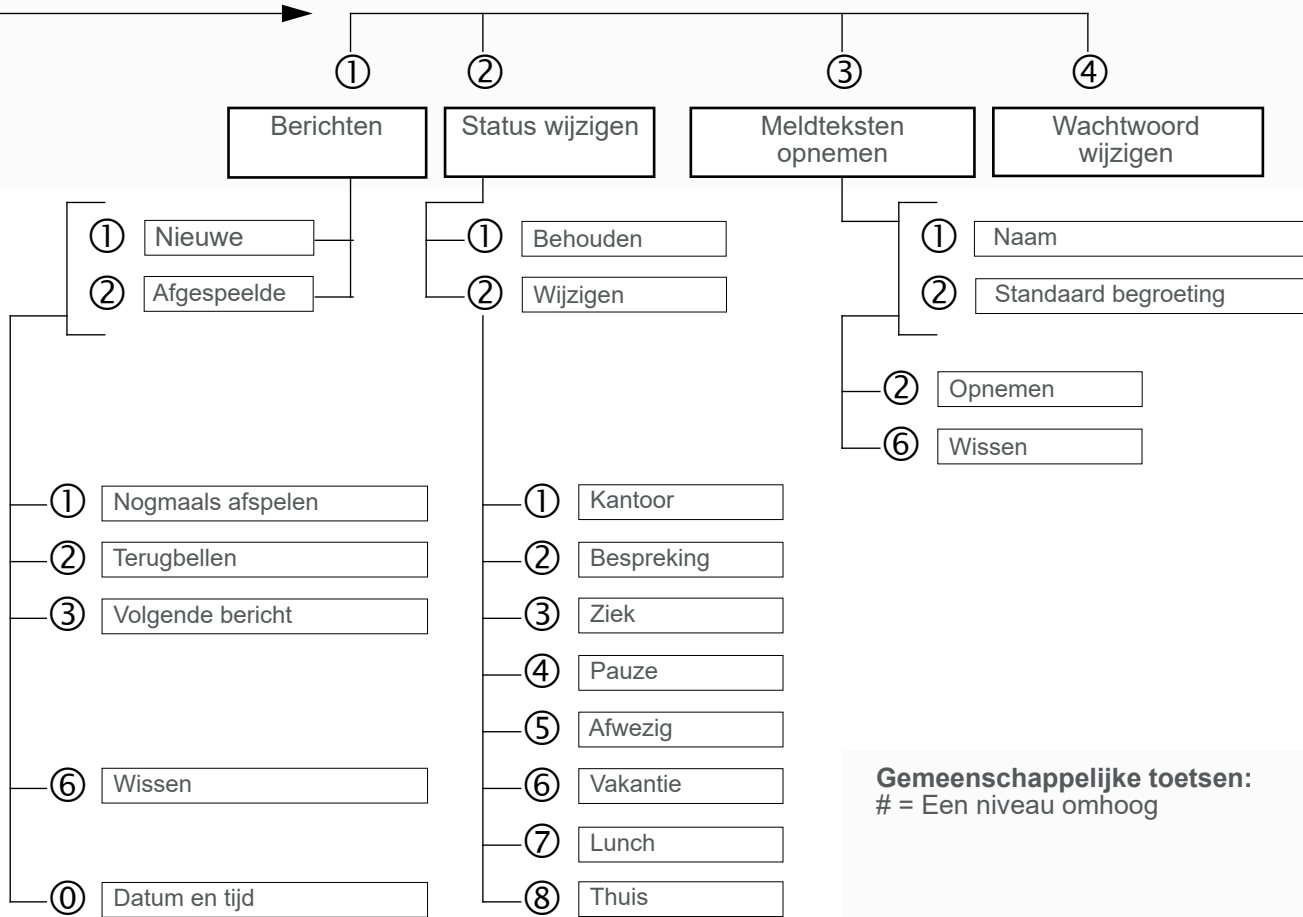 ① ② ③ ④
Berichten
Status wijzigen
Meldteksten
opnemen
Wachtwoord
wijzigen
① Nieuwe
② Afgespeelde
① Nogmaals afspelen
② Terugbellen
③ Volgende bericht
⑥ Wissen
⓪ Datum en tijd
① Behouden
② Wijzigen
① Kantoor
② Bespreking
③ Ziek
④ Pauze
⑤ Afwezig
⑥ Vakantie
⑦ Lunch
⑧ Thuis
① Naam
② Standaard begroeting
② Opnemen
⑥ Wissen
Gemeenschappelijke toetsen:
# = Een niveau omhoog